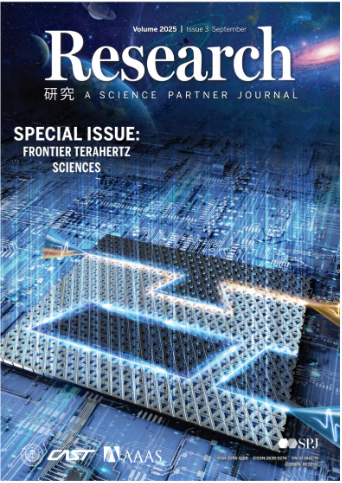 Volume 2025 | Issue 3 September
Research
研究 A SCIENCE PARTNER JOURNAL
SPECIAL ISSUE:
FRONTIER TERAHERTZ
SCIENCES
CAST AAAS SPJ